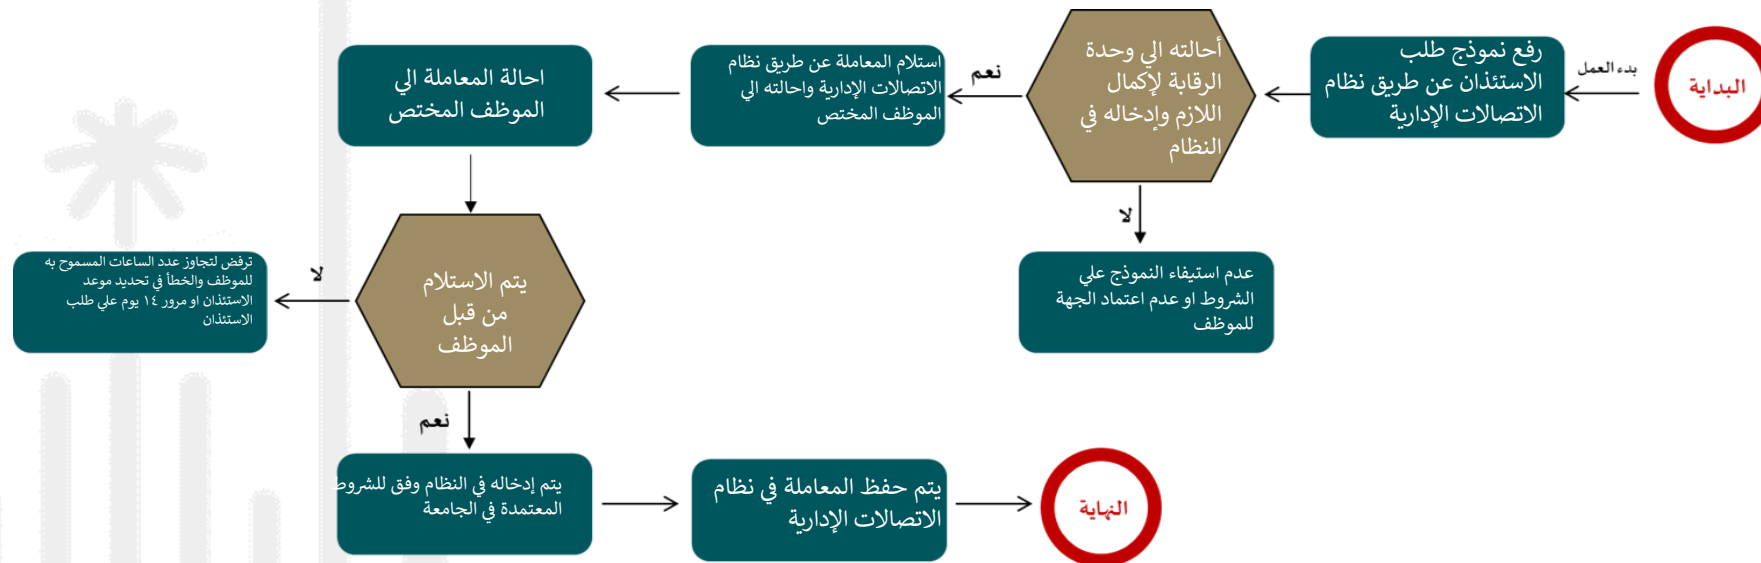 البداية
بدء العمل
رفع نموذج طلب
الاستئذان عن طريق نظام
الاتصالات الإدارية
أحالته الي وحدة
الرقابة لإكمال
اللازم وإدخاله في
النظام
نعم
لا
عدم استيفاء النموذج علي
الشروط او عدم اعتماد الجهة
للموظف
استلام المعاملة عن طريق نظام
الاتصالات الإدارية واحالته الي
الموظف المختص
احالة المعاملة الي
الموظف المختص
يتم الاستلام
من قبل
الموظف
لا
ترفض لتجاوز عدد الساعات المسموح به
للموظف والخطأ في تحديد موعد
الاستئذان او مرور ١٤ يوم علي طلب
الاستئذان
نعم
يتم إدخاله في النظام وفق للشروط
المعتمدة في الجامعة
يتم حفظ المعاملة في نظام
الاتصالات الإدارية
النهاية